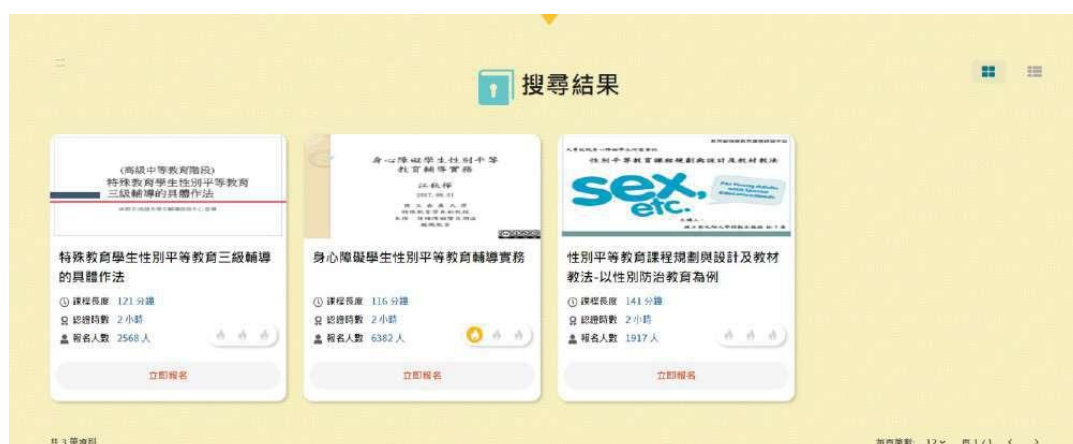 搜尋結果
(高級中等教育階段)
特殊教育學生性別平等教育
三級輔導的具體作法
特殊教育學生性別平等教育三級輔導
的具體作法
課程長度 121 分鐘
認證時數 2 小時
報名人數 2568 人
立即報名
身心障礙學生性別平等
教育輔導實務
身心障礙學生性別平等教育輔導實務
課程長度 116 分鐘
認證時數 2 小時
報名人數 6382 人
立即報名
性別平等教育課程規劃與設計及教材教法
sex,
etc.
For Young Adults
with Special
Education Needs
性別平等教育課程規劃與設計及教材
教法-以性別防治教育為例
課程長度 141 分鐘
認證時數 2 小時
報名人數 1917 人
立即報名
共 3 筆資料